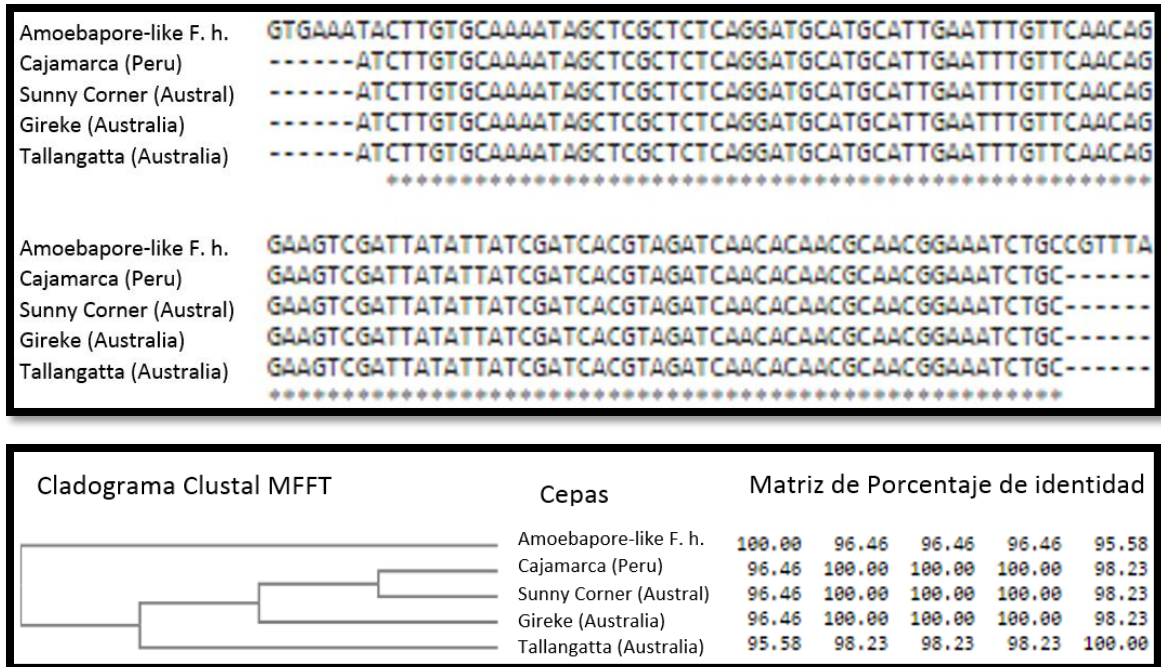 Amoebapore-like F. h. GTGAAATACTTGTGCAAAATAGCTCGCTCTCAGGATGCATGCATTGAATTTGTTCAACAG
Cajamarca (Peru) ------ATCTTGTGCAAAATAGCTCGCTCTCAGGATGCATGCATTGAATTTGTTCAACAG
Sunny Corner (Austral) ------ATCTTGTGCAAAATAGCTCGCTCTCAGGATGCATGCATTGAATTTGTTCAACAG
Gireke (Australia) ------ATCTTGTGCAAAATAGCTCGCTCTCAGGATGCATGCATTGAATTTGTTCAACAG
Tallangatta (Australia) ------ATCTTGTGCAAAATAGCTCGCTCTCAGGATGCATGCATTGAATTTGTTCAACAG
****************************************************
Amoebapore-like F. h. GAAGTCGATTATATTATCGATCACGTAGATCAACACAACGCAACGGAAATCTGCCGTTTA
Cajamarca (Peru) GAAGTCGATTATATTATCGATCACGTAGATCAACACAACGCAACGGAAATCTGC------
Sunny Corner (Austral) GAAGTCGATTATATTATCGATCACGTAGATCAACACAACGCAACGGAAATCTGC------
Gireke (Australia) GAAGTCGATTATATTATCGATCACGTAGATCAACACAACGCAACGGAAATCTGC------
Tallangatta (Australia) GAAGTCGATTATATTATCGATCACGTAGATCAACACAACGCAACGGAAATCTGC------
******************************************************
Cladograma Clustal MFFT Cepas Matriz de Porcentaje de identidad
Amoebapore-like F. h. 100.00 96.46 96.46 96.46 95.58
Cajamarca (Peru) 96.46 100.00 100.00 100.00 98.23
Sunny Corner (Austral) 96.46 100.00 100.00 100.00 98.23
Gireke (Australia) 96.46 100.00 100.00 100.00 98.23
Tallangatta (Australia) 95.58 98.23 98.23 98.23 100.00